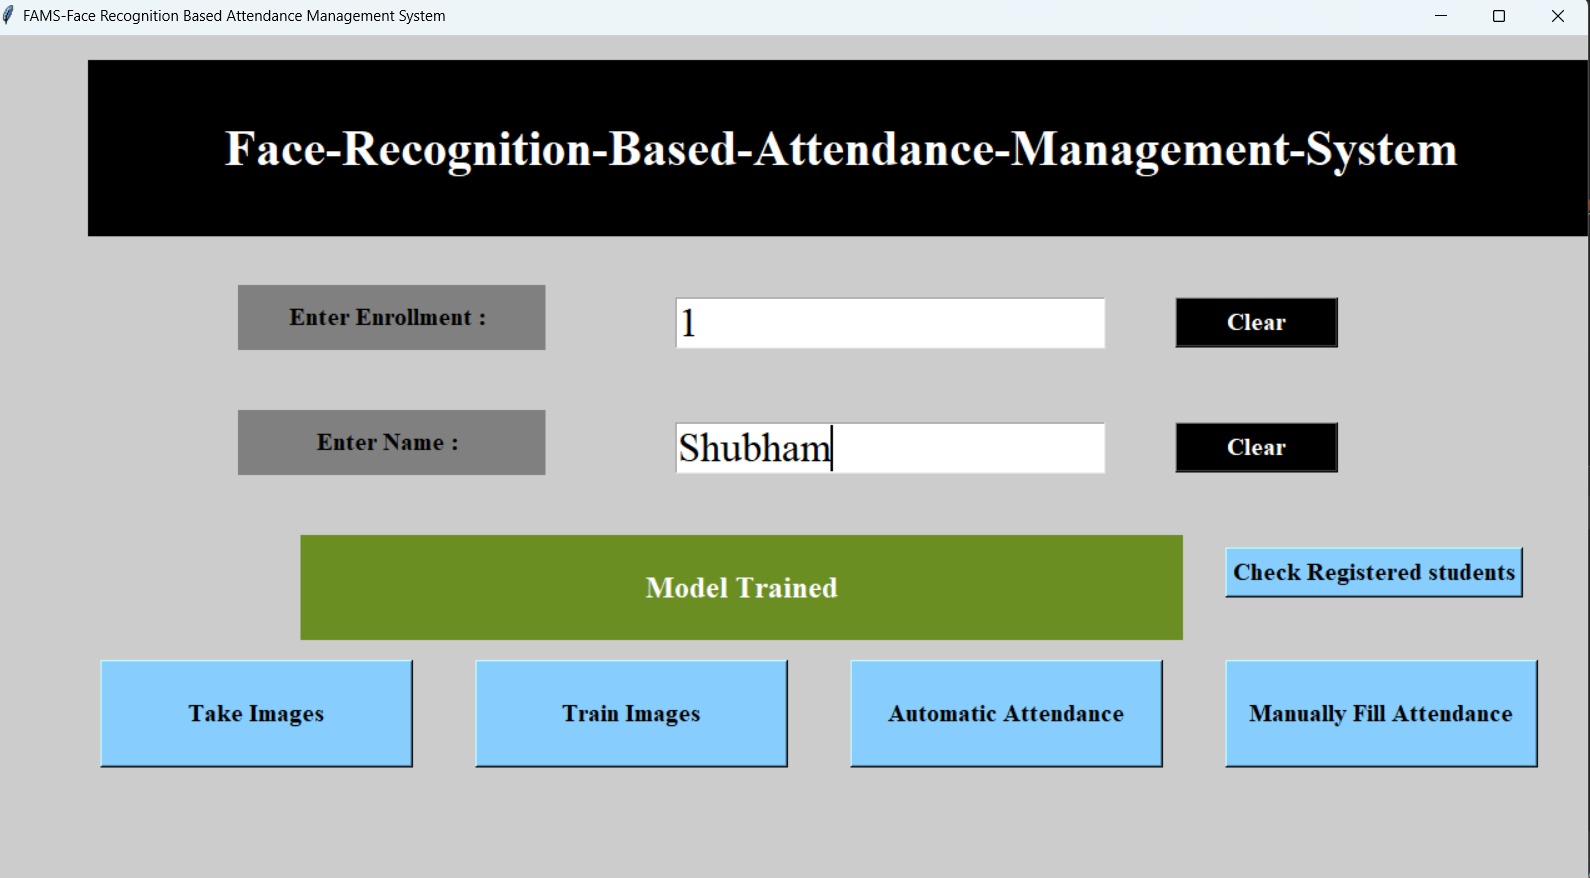 FAMS-Face Recognition Based Attendance Management System
Face-Recognition-Based-Attendance-Management-System
Enter Enrollment :
1
Clear
Enter Name :
Shubham
Clear
Model Trained
Check Registered students
Take Images
Train Images
Automatic Attendance
Manually Fill Attendance